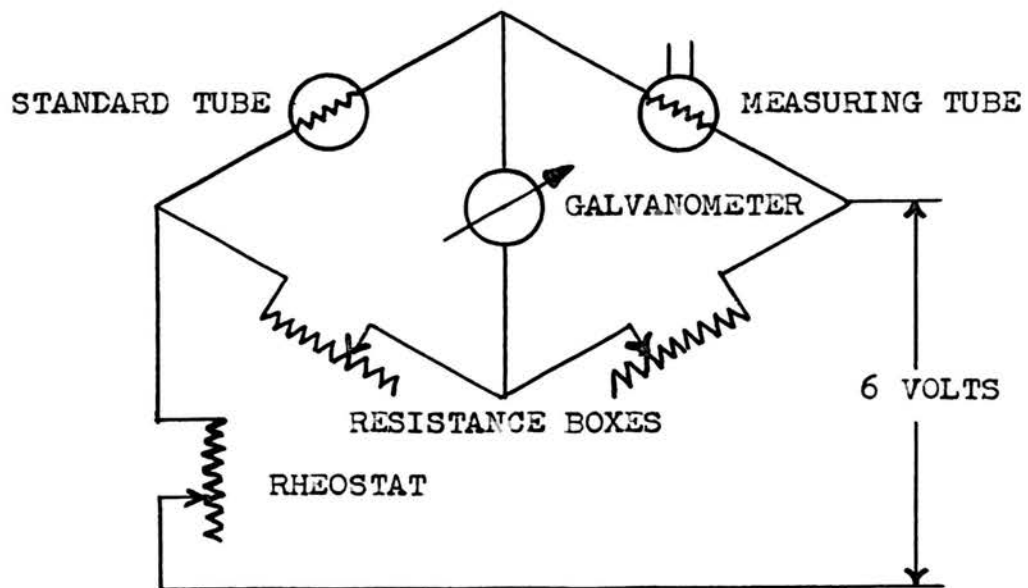 STANDARD TUBE
MEASURING TUBE
GALVANOMETER
6 VOLTS
RESISTANCE BOXES
RHEOSTAT